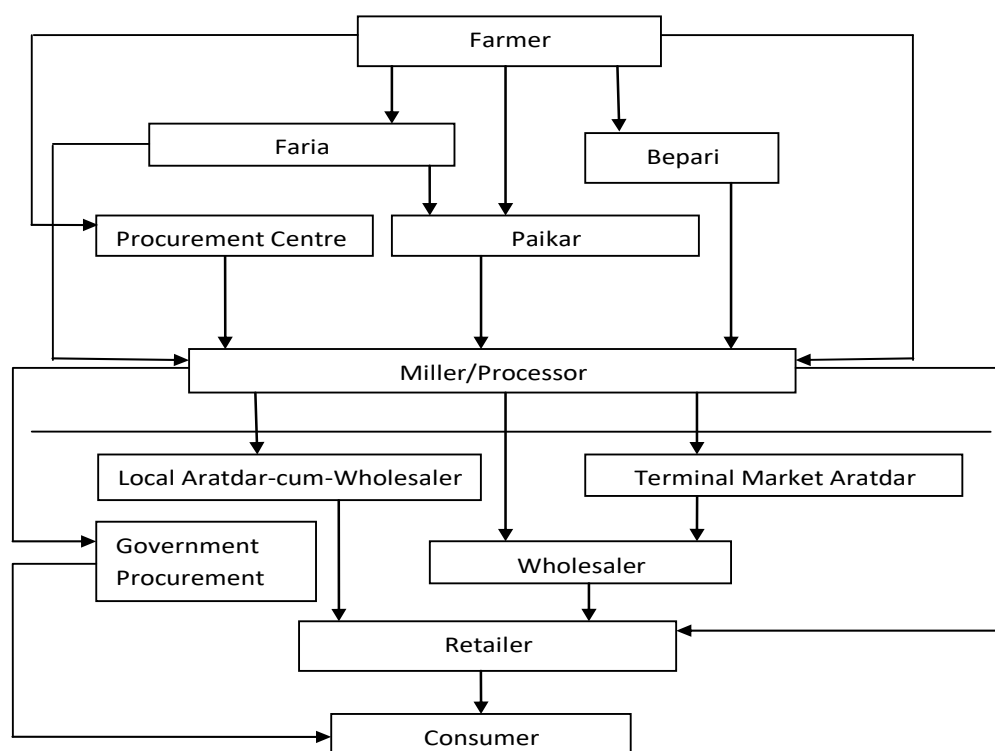 Farmer
Faria
Bepari
Procurement Centre
Paikar
Miller/Processor
Local Aratdar-cum-Wholesaler
Terminal Market Aratdar
Government
Procurement
Wholesaler
Retailer
Consumer